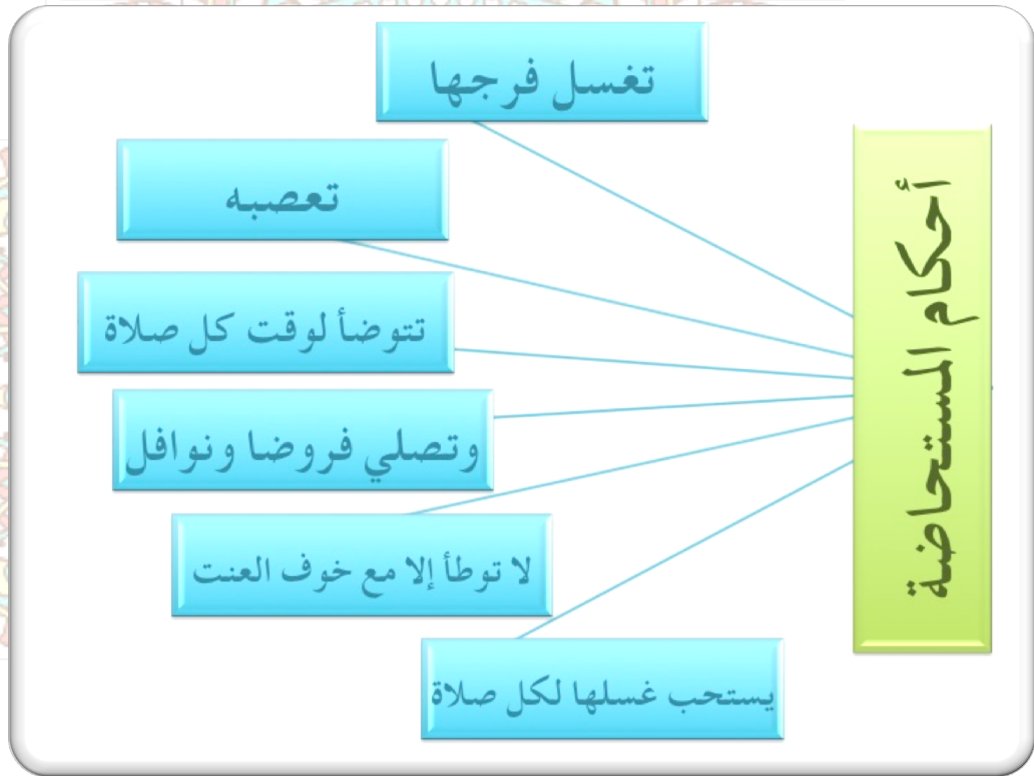 أحكام المستحاضة
تغسل فرجها
تعصبه
تتوضأ لوقت كل صلاة
وتصلي فروضا ونوافل
لا توطأ إلا مع خوف العنت
يستحب غسلها لكل صلاة